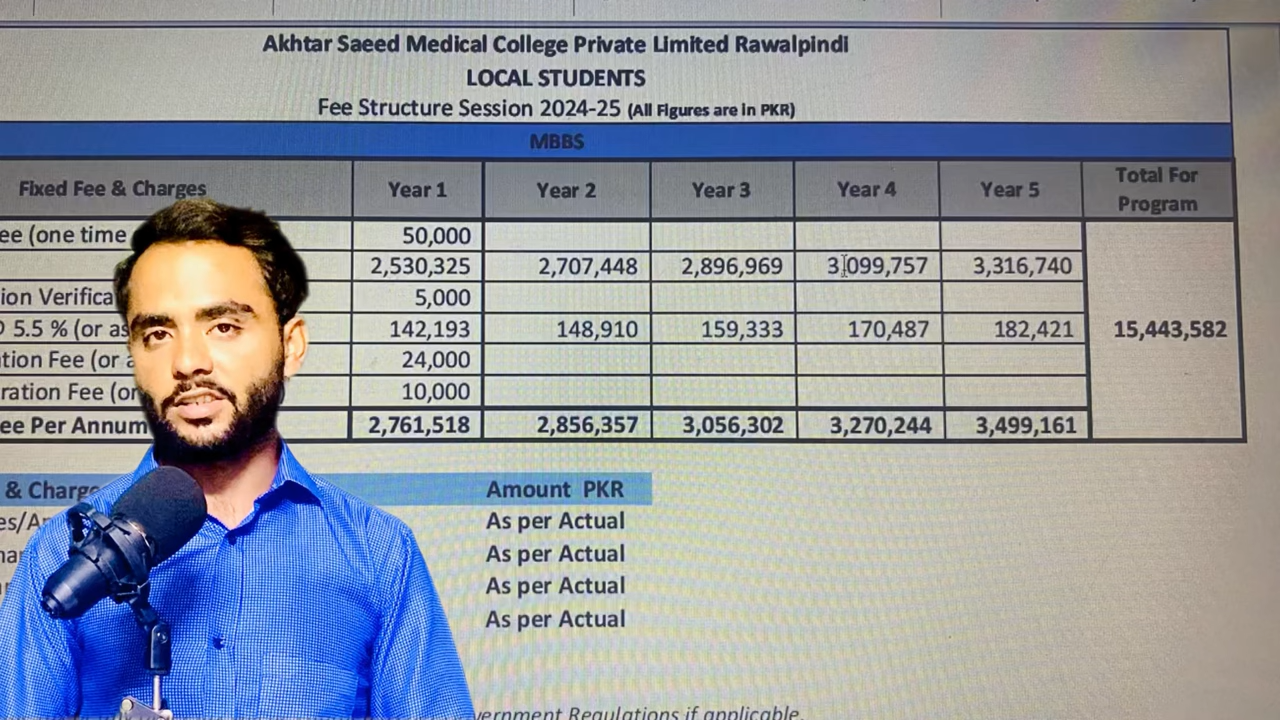 Akhtar Saeed Medical College Private Limited Rawalpindi
LOCAL STUDENTS
Fee Structure Session 2024-25 (All Figures are in PKR)
MBBS
Fixed Fee & Charges Year 1 Year 2 Year 3 Year 4 Year 5 Total For Program
ee (one time 50,000
2,530,325 2,707,448 2,896,969 3,099,757 3,316,740
ion Verifica 5,000
5.5 % (or as 142,193 148,910 159,333 170,487 182,421 15,443,582
tion Fee (or a 24,000
ration Fee (or 10,000
ee Per Annum 2,761,518 2,856,357 3,056,302 3,270,244 3,499,161
& Charge Amount PKR
es/A As per Actual
As per Actual
As per Actual
As per Actual
vernment Regulations if applicable.